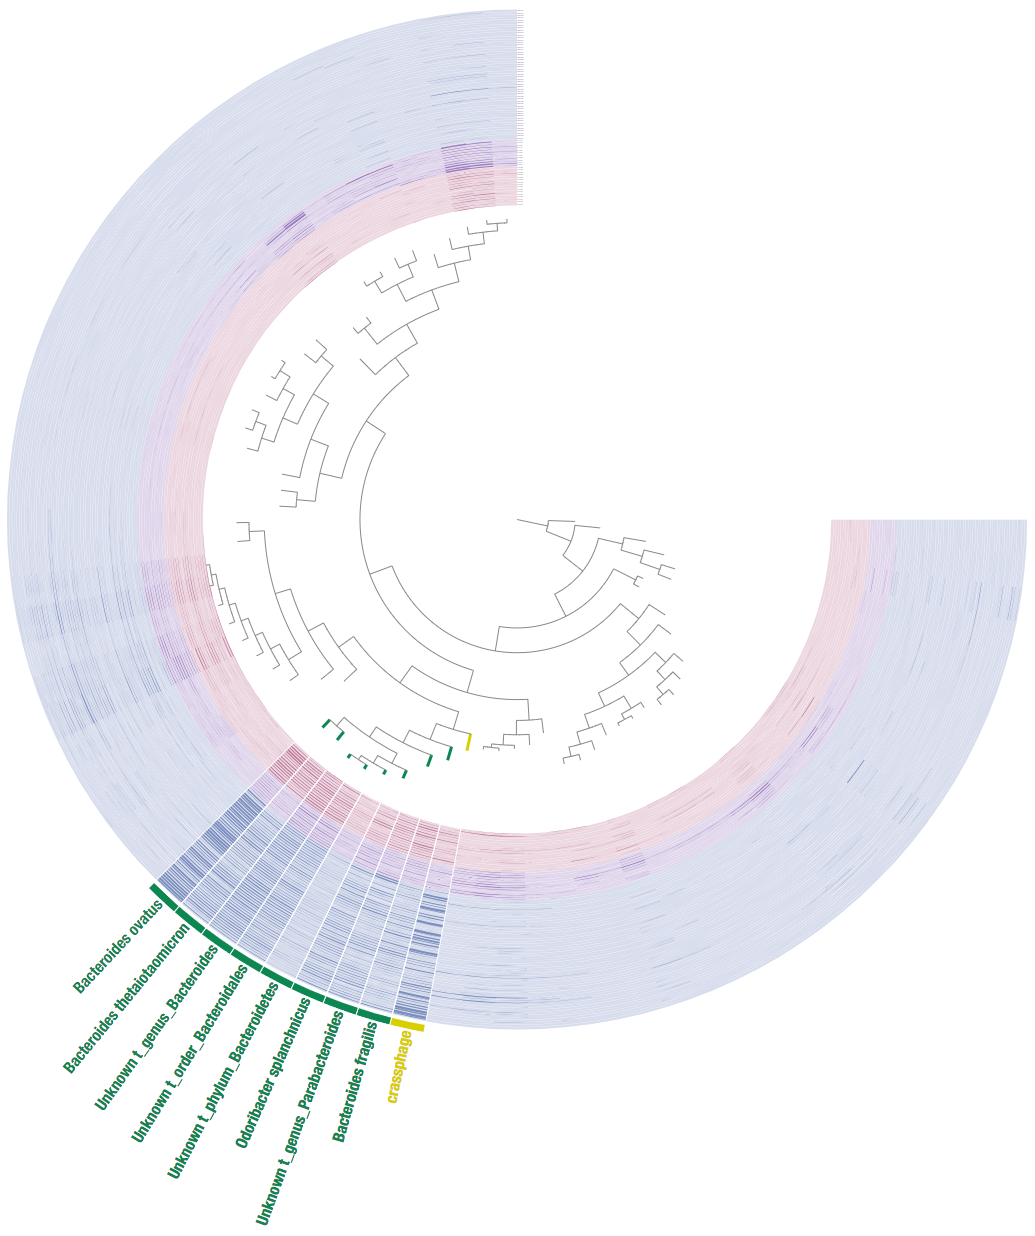 Bacteroides ovatus
Bacteroides thetaiotaomicron
Unknown t_genus_Bacteroides
Unknown t_order_Bacteroidales
Unknown t_phylum_Bacteroidetes
Odoribacter splanchnicus
Unknown t_genus_Parabacteroides
Bacteroides fragilis
crassphage